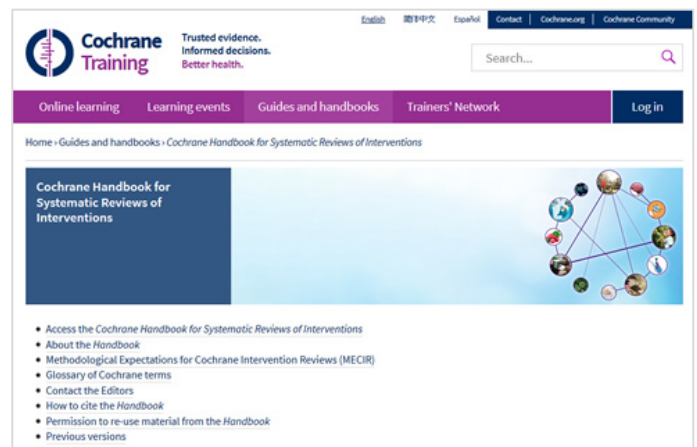 English 简体中文 Español Contact Cochrane.org Cochrane Community
Cochrane Training
Trusted evidence.
Informed decisions.
Better health.
Search...
Online learning Learning events Guides and handbooks Trainers' Network Log in
Home › Guides and handbooks › Cochrane Handbook for Systematic Reviews of Interventions
Cochrane Handbook for
Systematic Reviews of
Interventions
Access the Cochrane Handbook for Systematic Reviews of Interventions
About the Handbook
Methodological Expectations for Cochrane Intervention Reviews (MECIR)
Glossary of Cochrane terms
Contact the Editors
How to cite the Handbook
Permission to re-use material from the Handbook
Previous versions